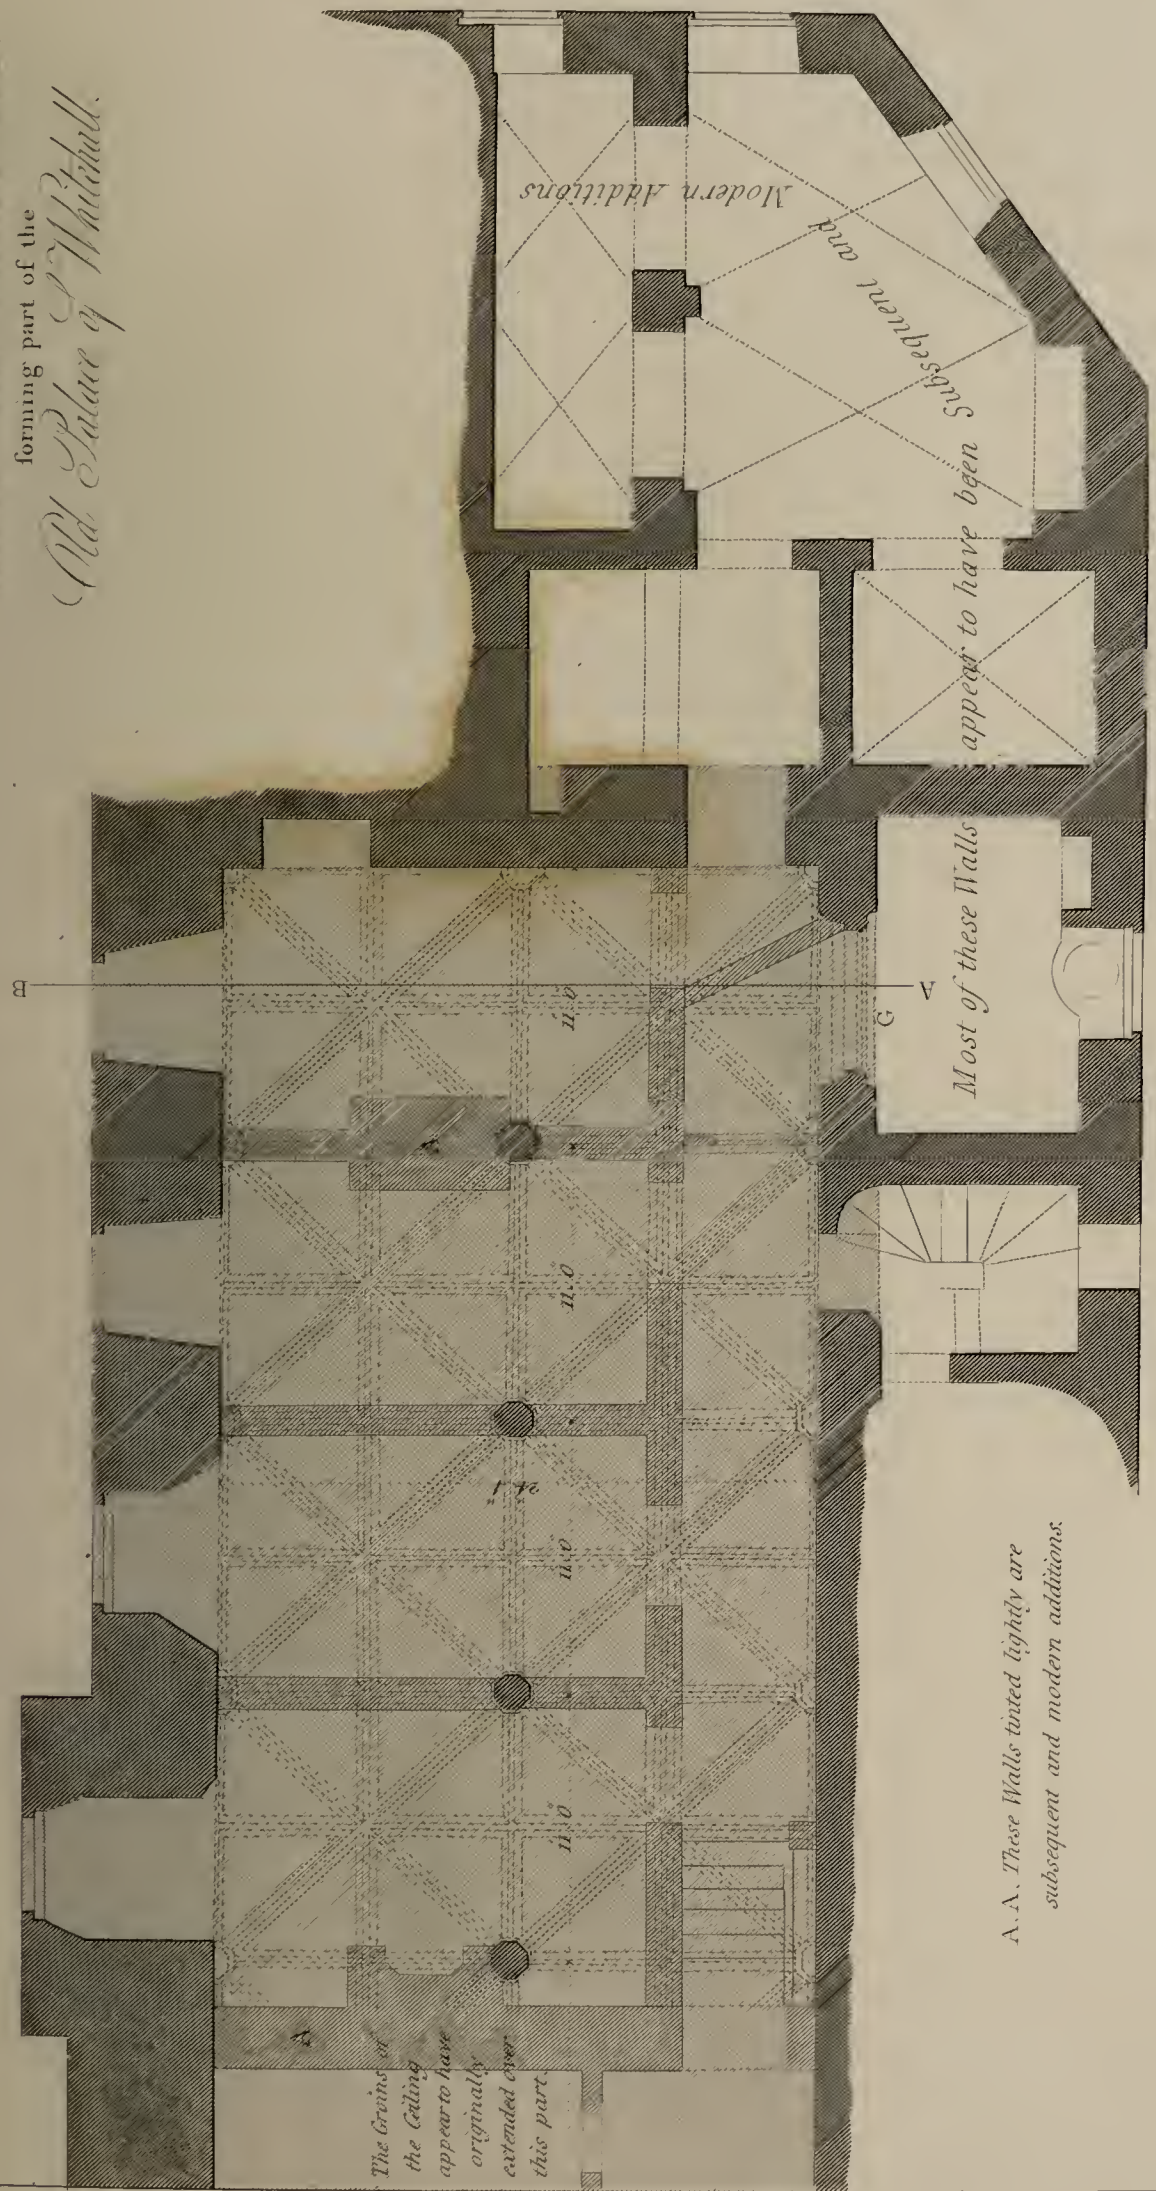 forming part of the
Old Palace of Whitehall.
Subsequent and Modern Additions
Most of these Walls appear to have been
B
A
G
11..0
11..0
11..0
11..0
24..1
A
A
The Groins of
the Ceiling
appear to have
originally
extended over
this part.
A. A. These Walls tinted lightly are
subsequent and modern additions.